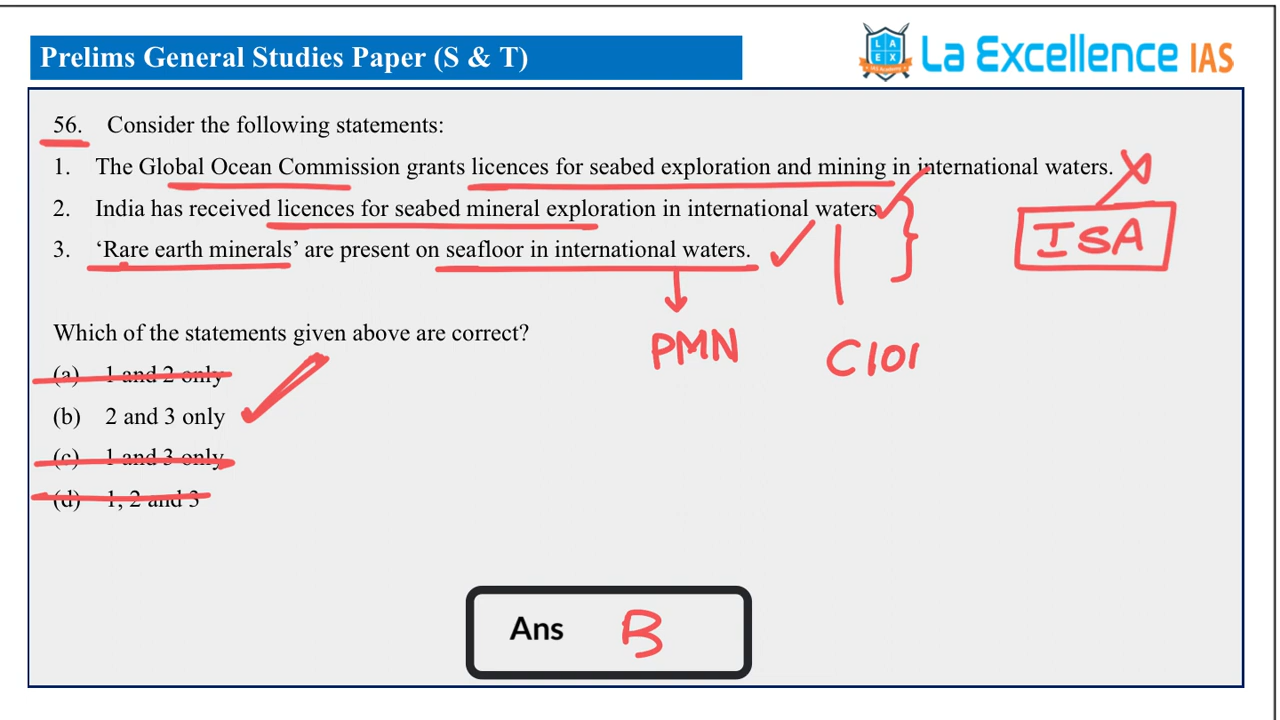 Prelims General Studies Paper (S & T)
LA EX
La Excellence IAS
56. Consider the following statements:
1. The Global Ocean Commission grants licences for seabed exploration and mining in international waters.
2. India has received licences for seabed mineral exploration in international waters.
3. ‘Rare earth minerals’ are present on seafloor in international waters.
ISA
PMN
CIOI
Which of the statements given above are correct?
(a) 1 and 2 only
(b) 2 and 3 only
(c) 1 and 3 only
(d) 1, 2 and 3
Ans B